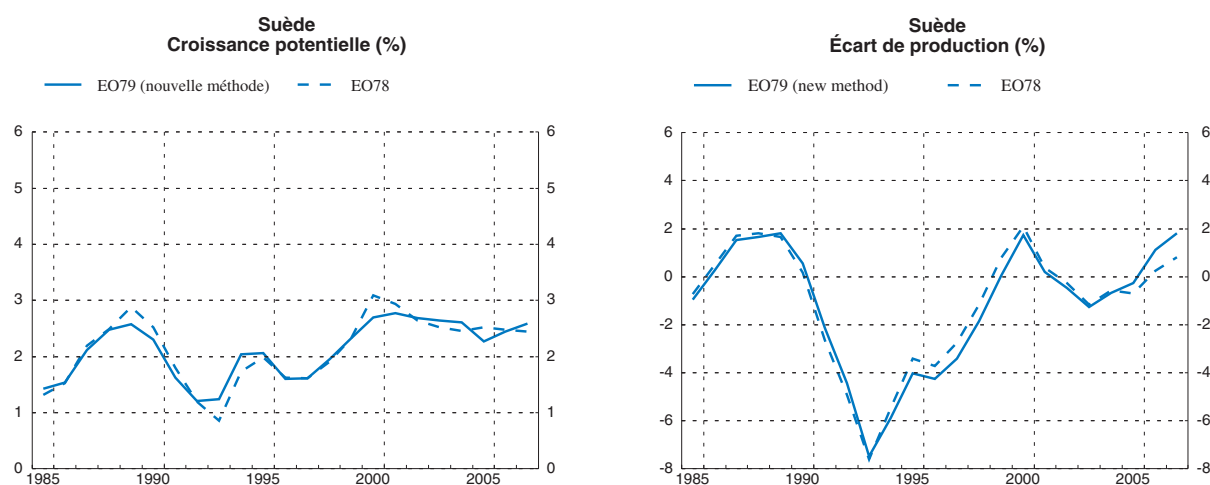 Suède
Croissance potentielle (%)
EO79 (nouvelle méthode) EO78
6 6
5 5
4 4
3 3
2 2
1 1
0 0
1985 1990 1995 2000 2005
Suède
Écart de production (%)
EO79 (new method) EO78
6 6
4 4
2 2
0 0
-2 -2
-4 -4
-6 -6
-8 -8
1985 1990 1995 2000 2005